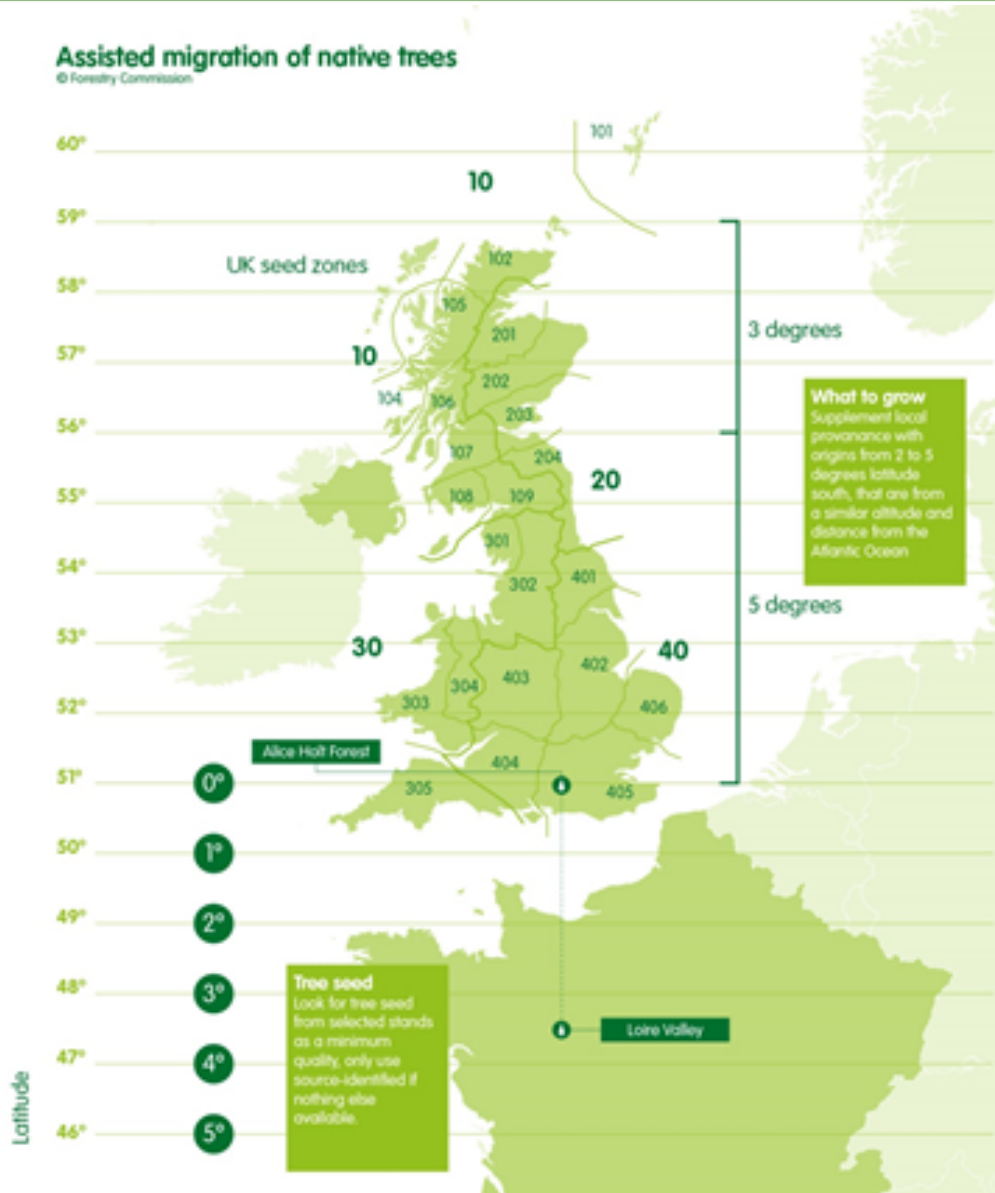 Assisted migration of native trees
© Forestry Commission
60°
101
10
59°
UK seed zones
102
58°
105
201
3 degrees
10
57°
202
104
106
203
What to grow
Supplement local
provanance with
origins from 2 to 5
degrees latitude
south, that are from
a similar altitude and
distance from the
Atlantic Ocean
56°
107
204
20
55°
108
109
301
54°
302
401
5 degrees
53°
30
40
402
403
304
303
406
52°
Alice Holt Forest
404
51°
0°
305
405
50°
1°
49°
2°
48°
3°
Tree seed
Look for tree seed
from selected stands
as a minimum
quality, only use
source-identified if
nothing else
available.
Loire Valley
47°
4°
46°
5°
Latitude